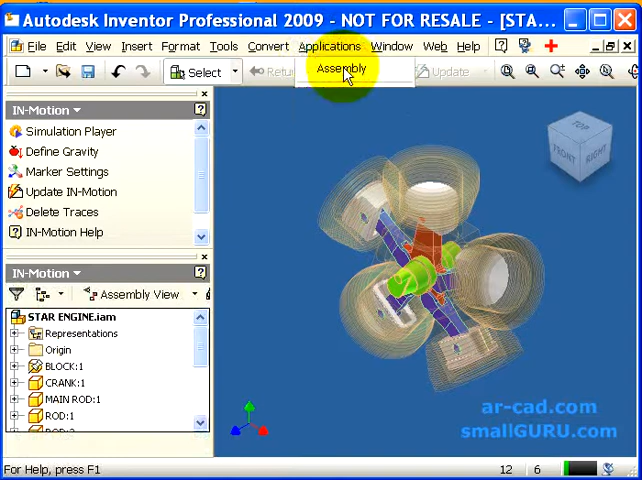 Autodesk Inventor Professional 2009 - NOT FOR RESALE - [STA...
File Edit View Insert Format Tools Convert Applications Window Web Help
Select Update
Assembly
IN-Motion
Simulation Player
Define Gravity
Marker Settings
Update IN-Motion
Delete Traces
IN-Motion Help
IN-Motion
Assembly View
STAR ENGINE.iam
Representations
Origin
BLOCK:1
CRANK:1
MAIN ROD:1
ROD:1
TOP
FRONT RIGHT
ar-cad.com
smallGURU.com
For Help, press F1 12 6